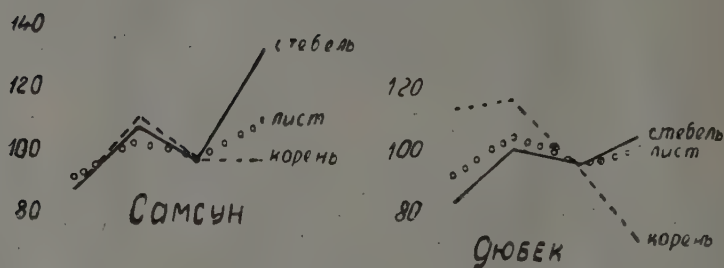 140
120
100
80
стебель
лист
корень
Самсун
120
100
80
стебель
лист
корень
Дюбек